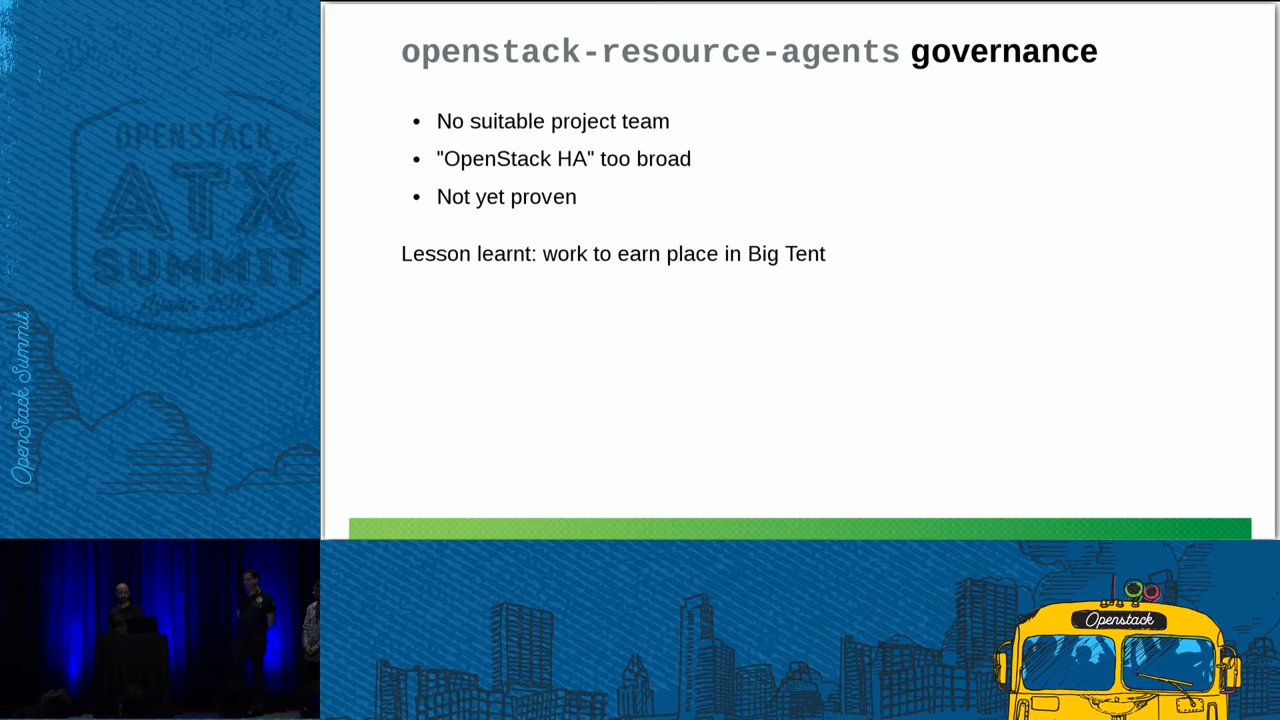 openstack-resource-agents governance
• No suitable project team
• "OpenStack HA" too broad
• Not yet proven
Lesson learnt: work to earn place in Big Tent
OPENSTACK
ATX
SUMMIT
OpenStack Summit
Openstack